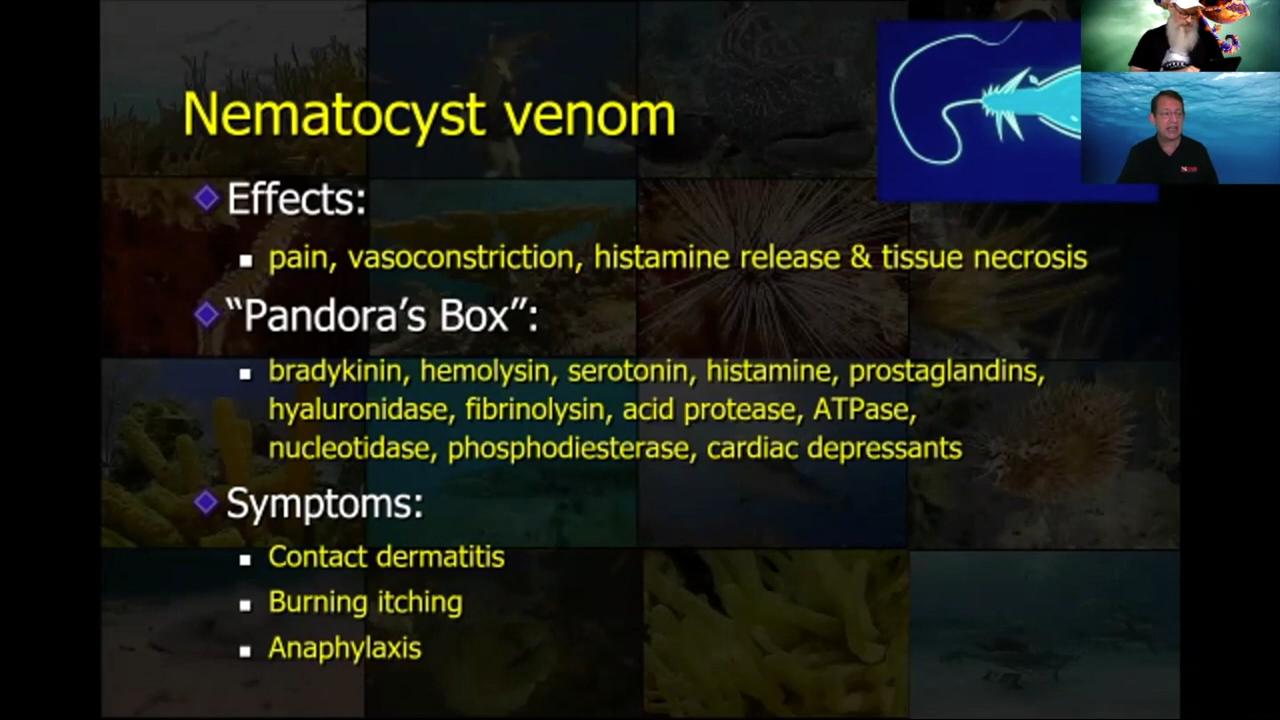 Nematocyst venom
Effects:
pain, vasoconstriction, histamine release & tissue necrosis
“Pandora’s Box”:
bradykinin, hemolysin, serotonin, histamine, prostaglandins,
hyaluronidase, fibrinolysin, acid protease, ATPase,
nucleotidase, phosphodiesterase, cardiac depressants
Symptoms:
Contact dermatitis
Burning itching
Anaphylaxis